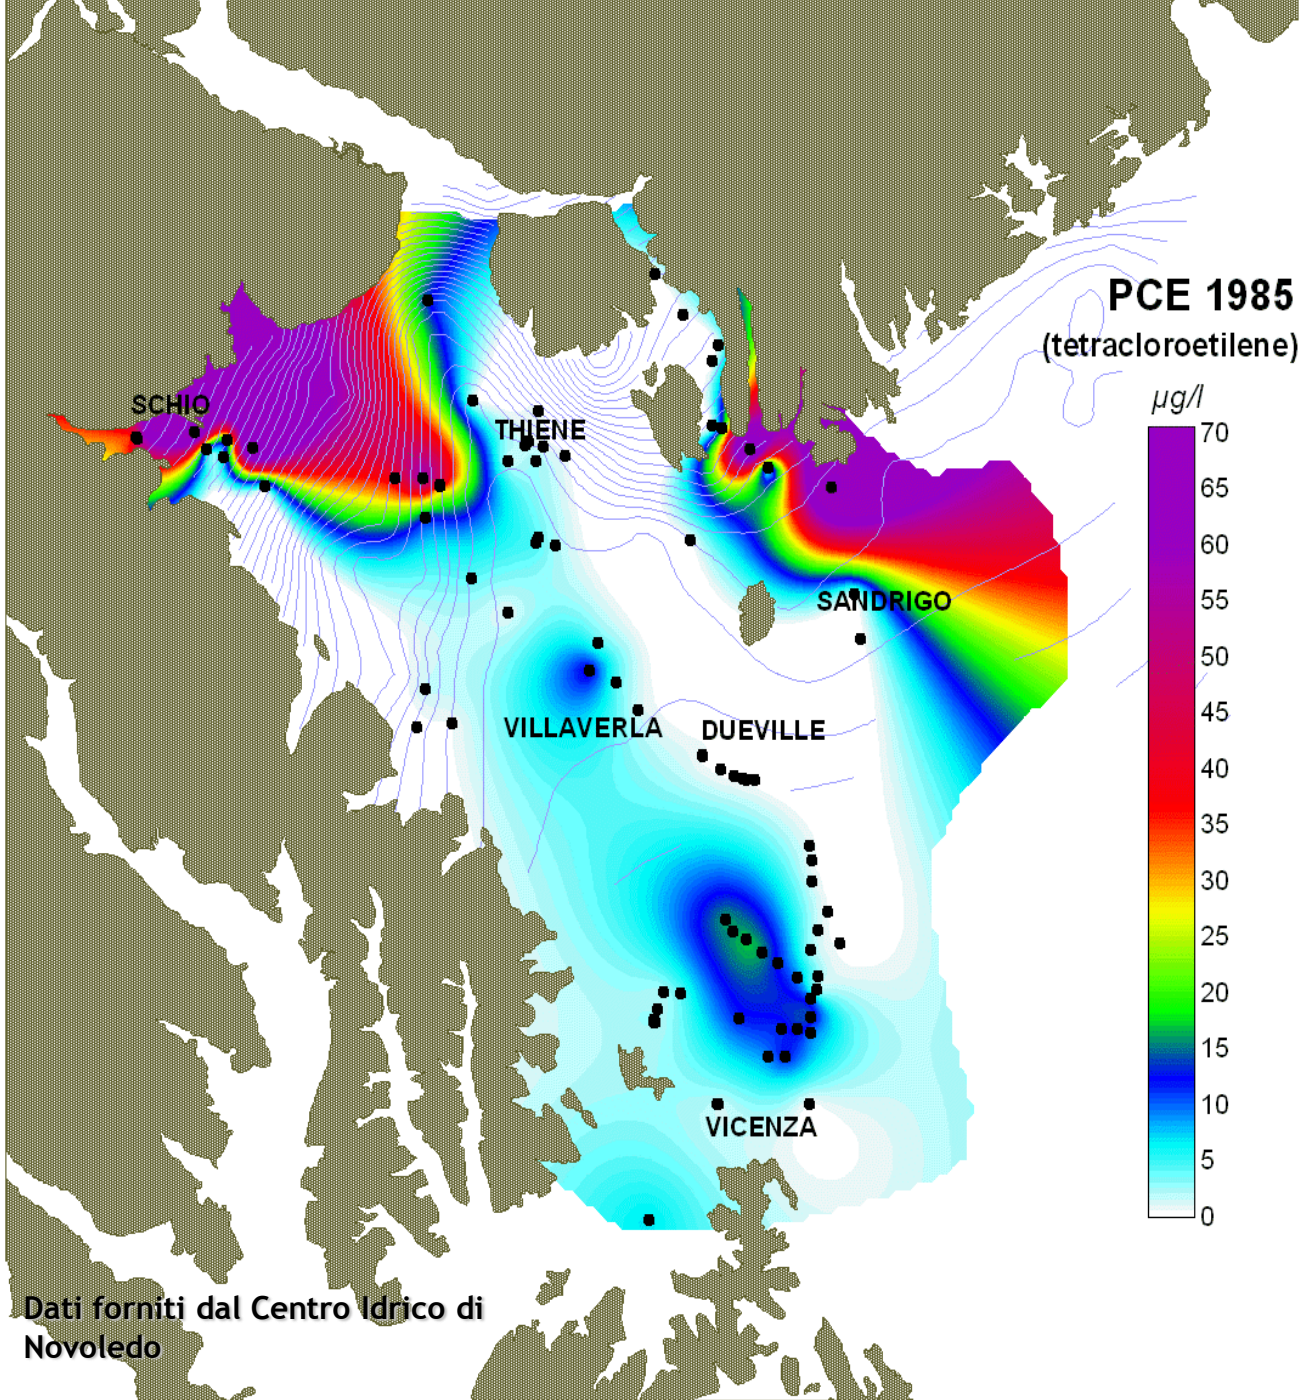 PCE 1985
(tetracloroetilene)
µg/l
70
65
60
55
50
45
40
35
30
25
20
15
10
5
0
SCHIO
THIENE
SANDRIGO
VILLAVERLA
DUEVILLE
VICENZA
Dati forniti dal Centro Idrico di
Novoledo